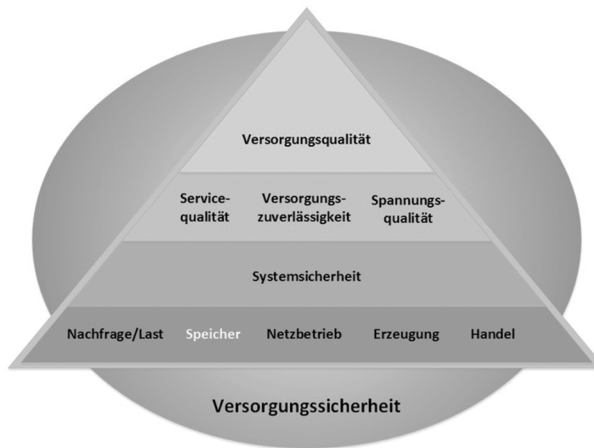 Versorgungsqualität
Service- Versorgungs- Spannungs-
qualität zuverlässigkeit qualität
Systemsicherheit
Nachfrage/Last Speicher Netzbetrieb Erzeugung Handel
Versorgungssicherheit